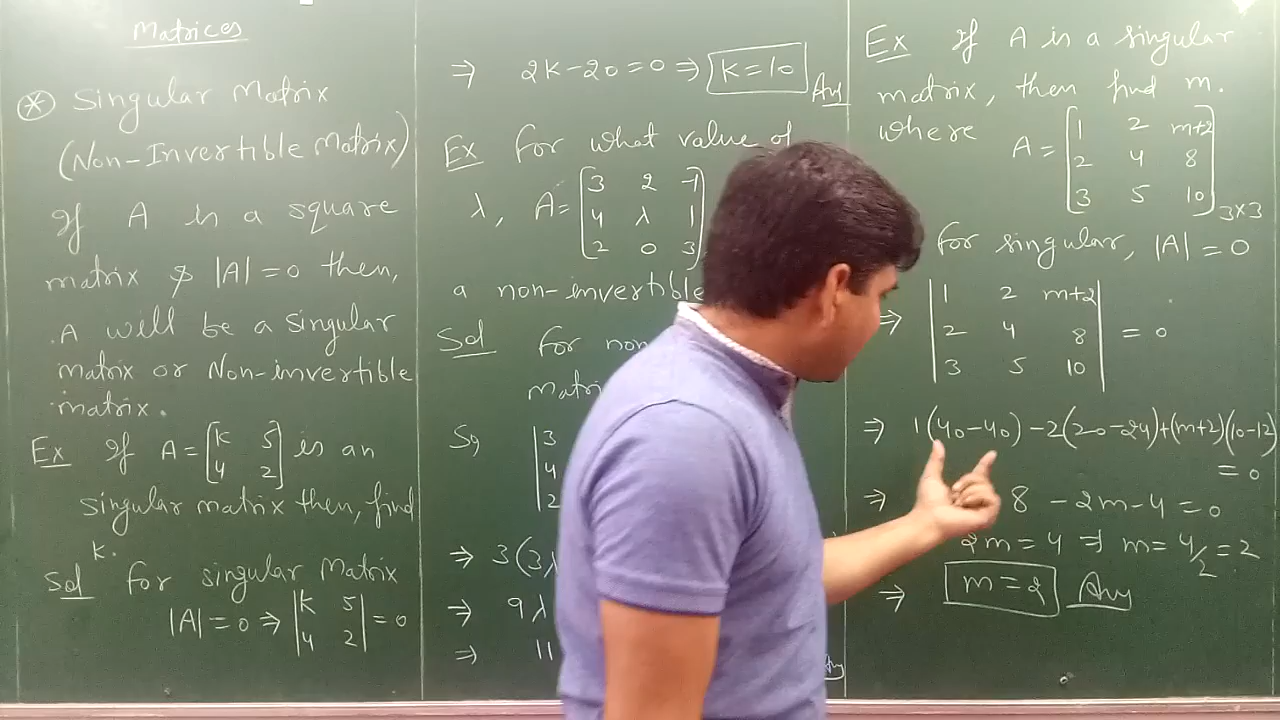 Matrices
* Singular Matrix
(Non-Invertible Matrix)
If A is a square
matrix & |A| = 0 then,
A will be a singular
matrix or Non-invertible
matrix.
Ex If A = [k 5
4 2] is an
singular matrix then, find
k.
Sol For singular Matrix
|A| = 0 ⇒ |k 5
4 2| = 0
⇒ 2k - 20 = 0 ⇒ k = 10
Ans
Ex For what value of
λ, A = [3 2 -1
4 λ 1
2 0 3]
a non-invertible
Sol For non
So, |3
4
2
⇒ 3(3λ
⇒ 9λ
⇒ 11
Ans
Ex If A is a singular
matrix, then find m.
where A = [1 2 m+2
2 4 8
3 5 10] 3×3
For singular, |A| = 0
⇒ |1 2 m+2
2 4 8
3 5 10| = 0
⇒ 1(40-40) - 2(20-24) + (m+2)(10-12)
= 0
⇒ 8 - 2m - 4 = 0
2m = 4 ⇒ m = 4/2 = 2
⇒ m = 2 Ans